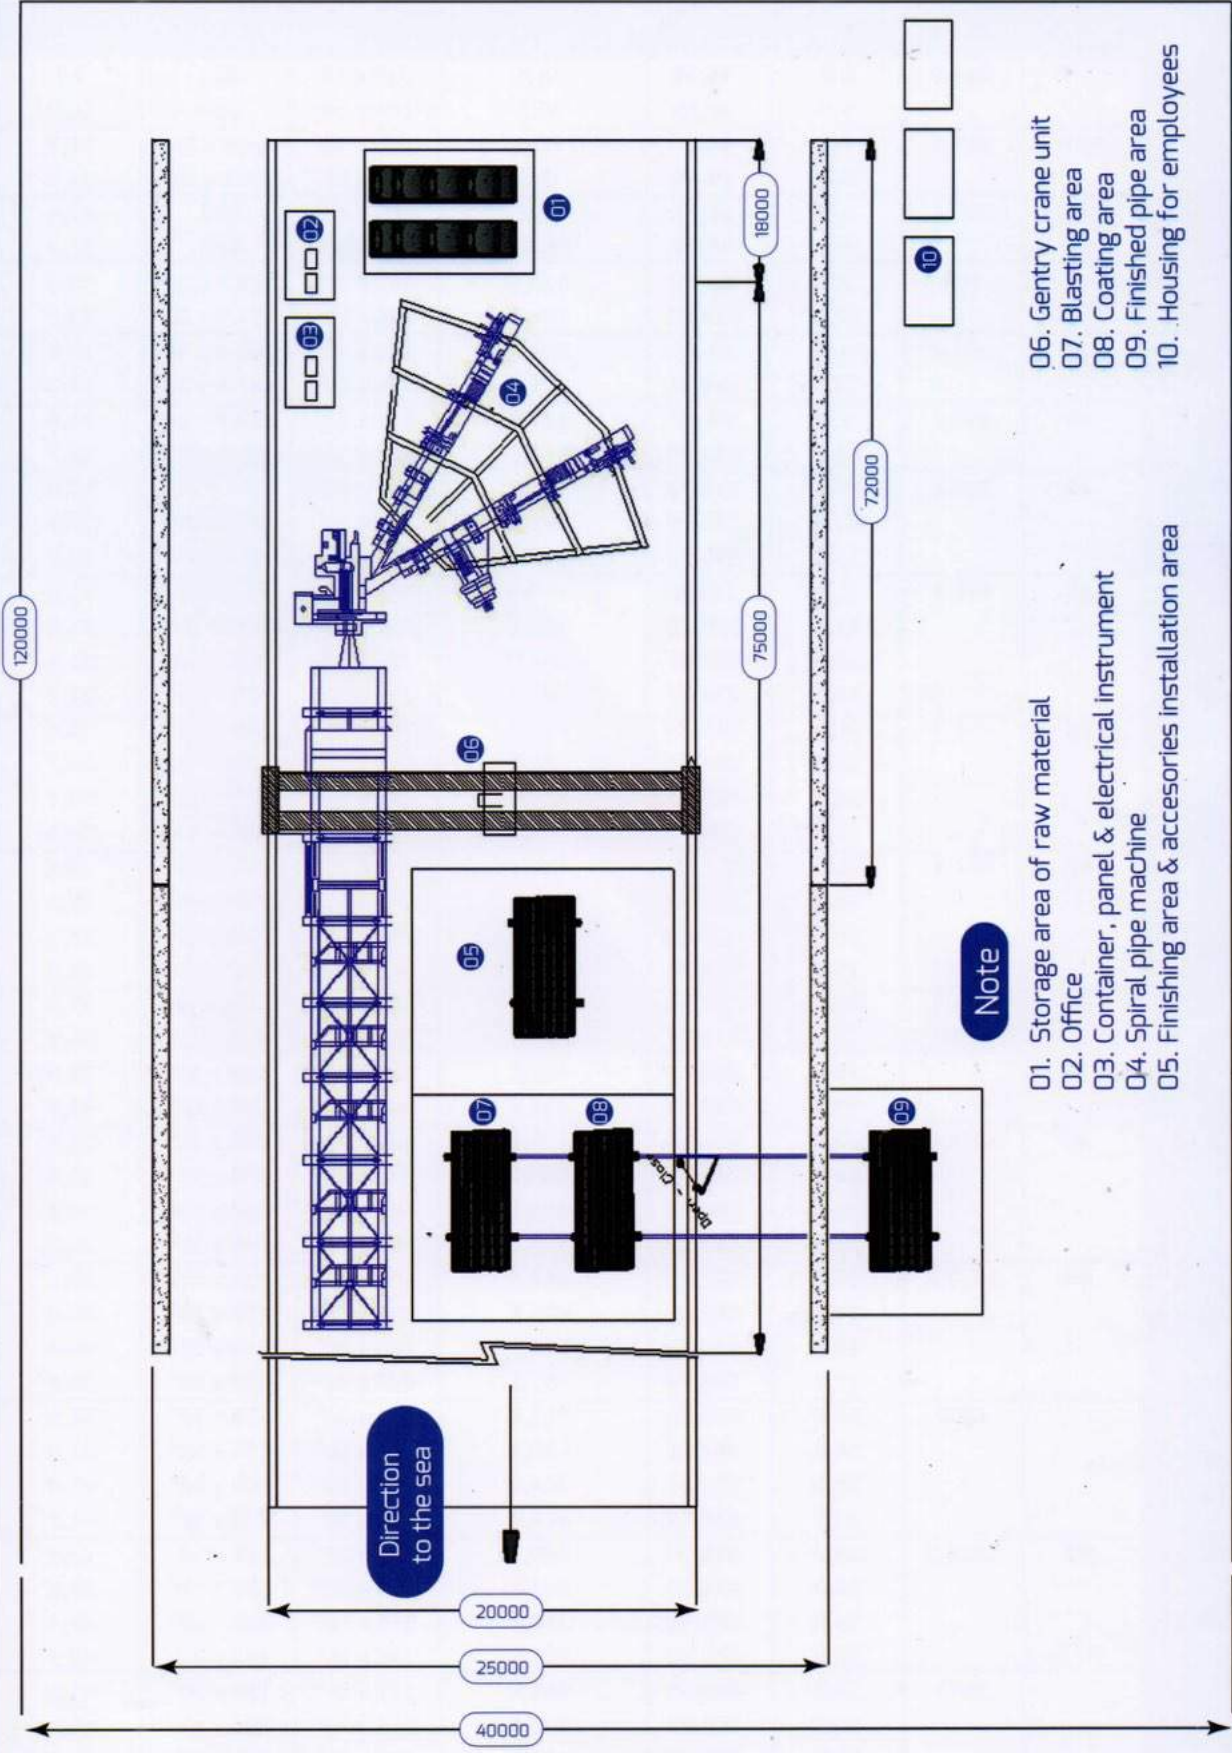 120000
02
03
01
04
06
05
07
08
09
10
18000
75000
72000
Open - Close
Direction
to the sea
20000
25000
40000
Note
01. Storage area of raw material
02. Office
03. Container, panel & electrical instrument
04. Spiral pipe machine
05. Finishing area & accesories installation area
06. Gentry crane unit
07. Blasting area
08. Coating area
09. Finished pipe area
10. Housing for employees